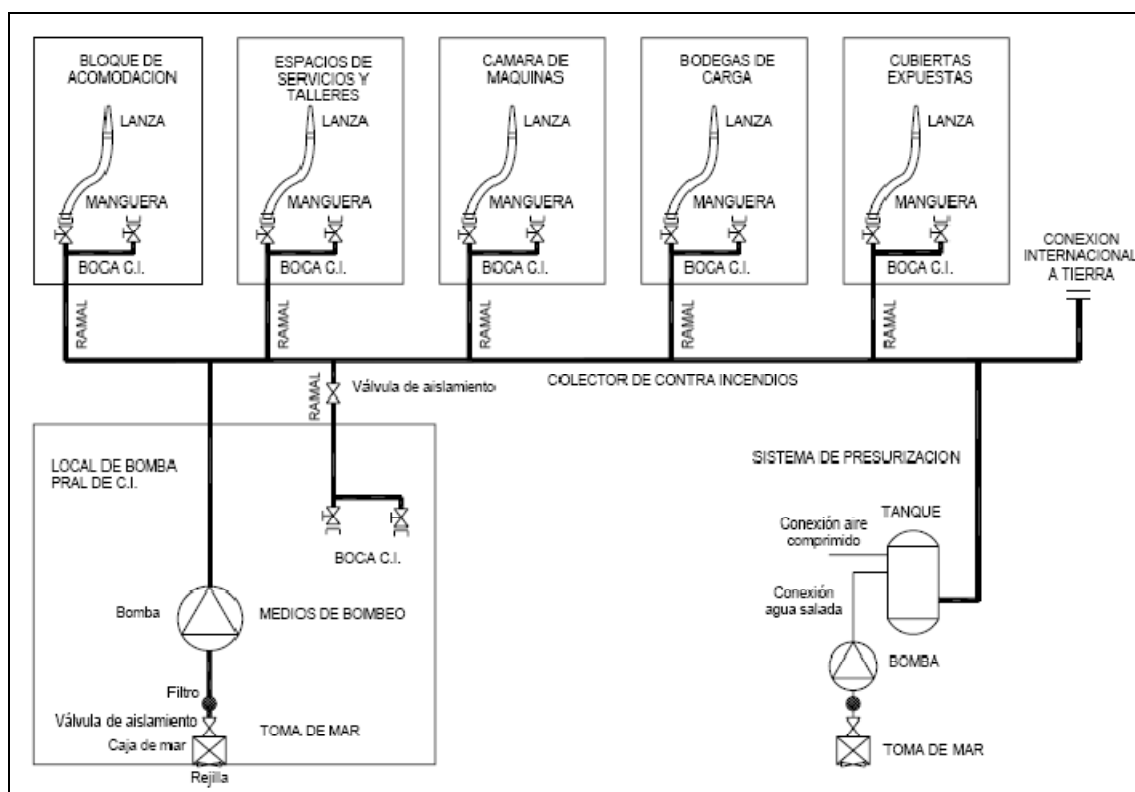 BLOQUE DE
ACOMODACION
LANZA
MANGUERA
BOCA C.I.
RAMAL
ESPACIOS DE
SERVICIOS Y
TALLERES
LANZA
MANGUERA
BOCA C.I.
RAMAL
CAMARA DE
MAQUINAS
LANZA
MANGUERA
BOCA C.I.
RAMAL
BODEGAS DE
CARGA
LANZA
MANGUERA
BOCA C.I.
RAMAL
CUBIERTAS
EXPUESTAS
LANZA
MANGUERA
BOCA C.I.
RAMAL
CONEXION
INTERNACIONAL
A TIERRA
COLECTOR DE CONTRA INCENDIOS
RAMAL
Válvula de aislamiento
LOCAL DE BOMBA
PRAL DE C.I.
BOCA C.I.
Bomba
MEDIOS DE BOMBEO
Filtro
Válvula de aislamiento
Caja de mar
TOMA DE MAR
Rejilla
SISTEMA DE PRESURIZACION
TANQUE
Conexión aire
comprimido
Conexión
agua salada
BOMBA
TOMA DE MAR